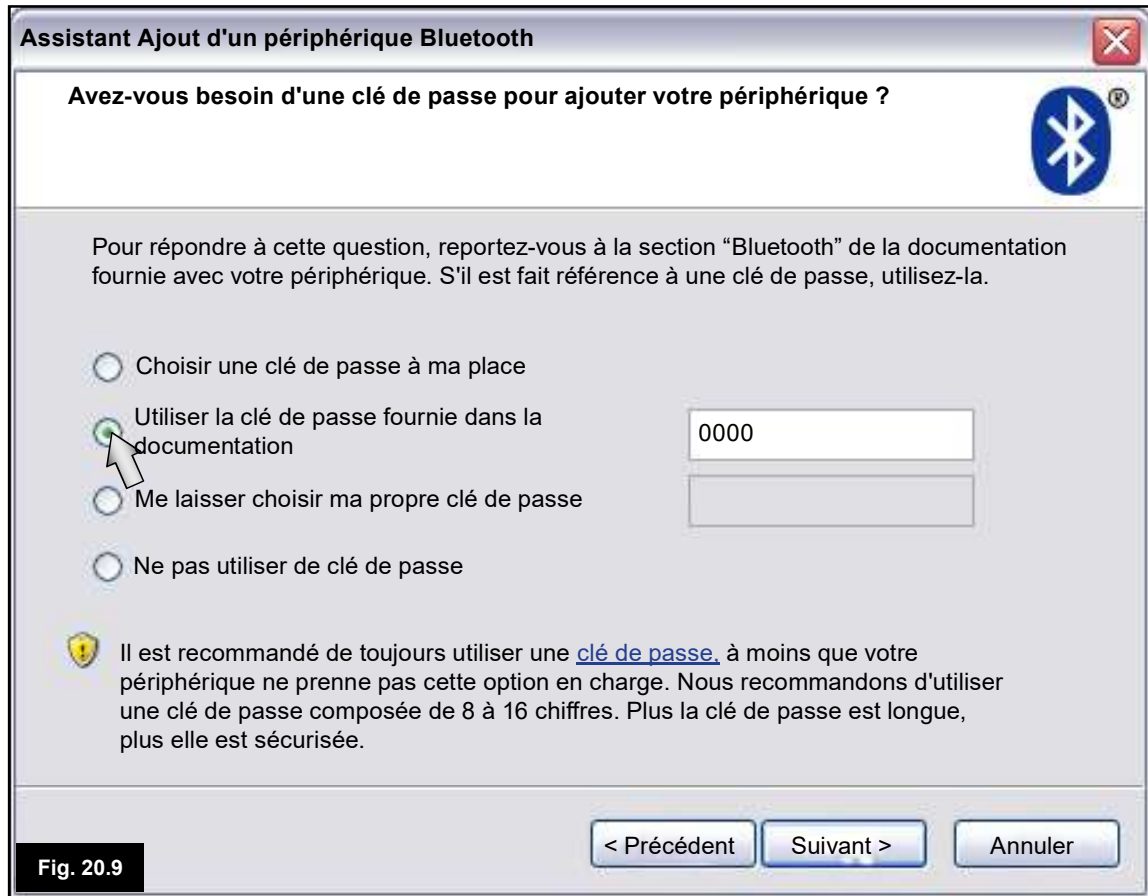 Assistant Ajout d'un périphérique Bluetooth
Avez-vous besoin d'une clé de passe pour ajouter votre périphérique ?
®
Pour répondre à cette question, reportez-vous à la section “Bluetooth” de la documentation
fournie avec votre périphérique. S'il est fait référence à une clé de passe, utilisez-la.
Choisir une clé de passe à ma place
Utiliser la clé de passe fournie dans la
documentation
0000
Me laisser choisir ma propre clé de passe
Ne pas utiliser de clé de passe
Il est recommandé de toujours utiliser une clé de passe, à moins que votre
périphérique ne prenne pas cette option en charge. Nous recommandons d'utiliser
une clé de passe composée de 8 à 16 chiffres. Plus la clé de passe est longue,
plus elle est sécurisée.
< Précédent Suivant > Annuler
Fig. 20.9